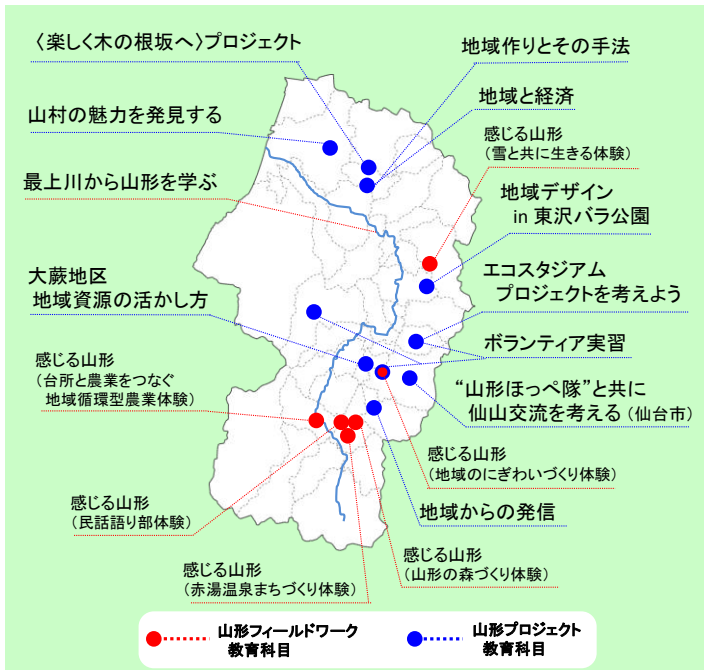 〈楽しく木の根坂へ〉プロジェクト
地域作りとその手法
地域と経済
山村の魅力を発見する
感じる山形
(雪と共に生きる体験)
最上川から山形を学ぶ
地域デザイン
in 東沢バラ公園
大蕨地区
地域資源の活かし方
エコスタジアム
プロジェクトを考えよう
ボランティア実習
感じる山形
(台所と農業をつなぐ
地域循環型農業体験)
“山形ほっぺ隊”と共に
仙山交流を考える (仙台市)
感じる山形
(地域のにぎわいづくり体験)
感じる山形
(民話語り部体験)
地域からの発信
感じる山形
(山形の森づくり体験)
感じる山形
(赤湯温泉まちづくり体験)
山形フィールドワーク
教育科目
山形プロジェクト
教育科目